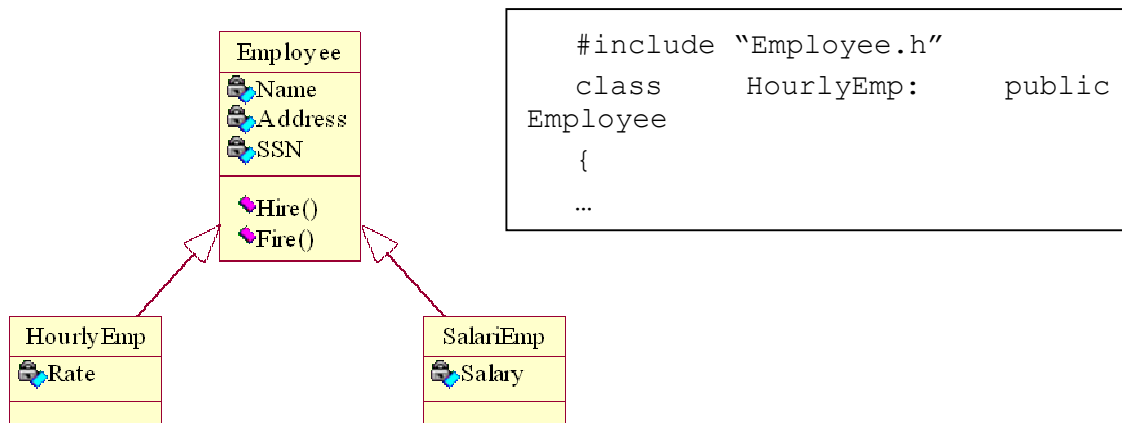 Employee
Name
Address
SSN
Hire()
Fire()
HourlyEmp
Rate
SalariEmp
Salary
#include “Employee.h”
class HourlyEmp: public
Employee
{
…